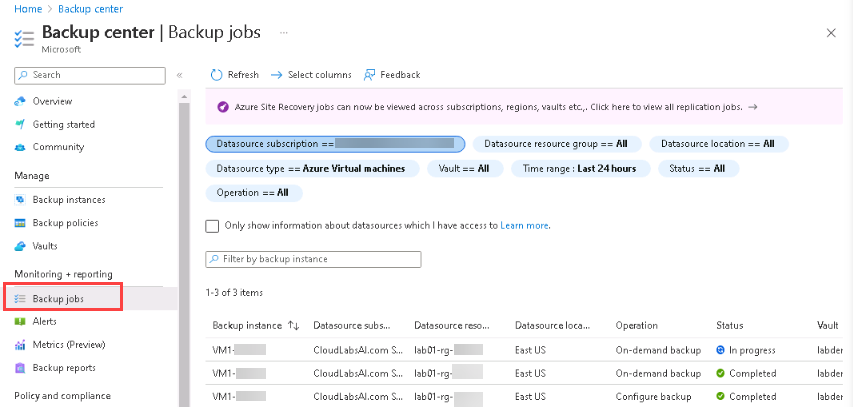 Home > Backup center
Backup center | Backup jobs ...
Microsoft
Search
Overview
Getting started
Community
Manage
Backup instances
Backup policies
Vaults
Monitoring + reporting
Backup jobs
Alerts
Metrics (Preview)
Backup reports
Policy and compliance
Refresh Select columns Feedback
Azure Site Recovery jobs can now be viewed across subscriptions, regions, vaults etc.,. Click here to view all replication jobs. →
Datasource subscription == Datasource resource group == All Datasource location == All
Datasource type == Azure Virtual machines Vault == All Time range : Last 24 hours Status == All
Operation == All
Only show information about datasources which I have access to Learn more.
Filter by backup instance
1-3 of 3 items
Backup instance ↑↓ Datasource subs... Datasource reso... Datasource loca... Operation Status Vault
VM1- CloudLabsAI.com S... lab01-rg- East US On-demand backup In progress labder
VM1- CloudLabsAI.com S... lab01-rg- East US On-demand backup Completed labder
VM1- CloudLabsAI.com S... lab01-rg- East US Configure backup Completed labder